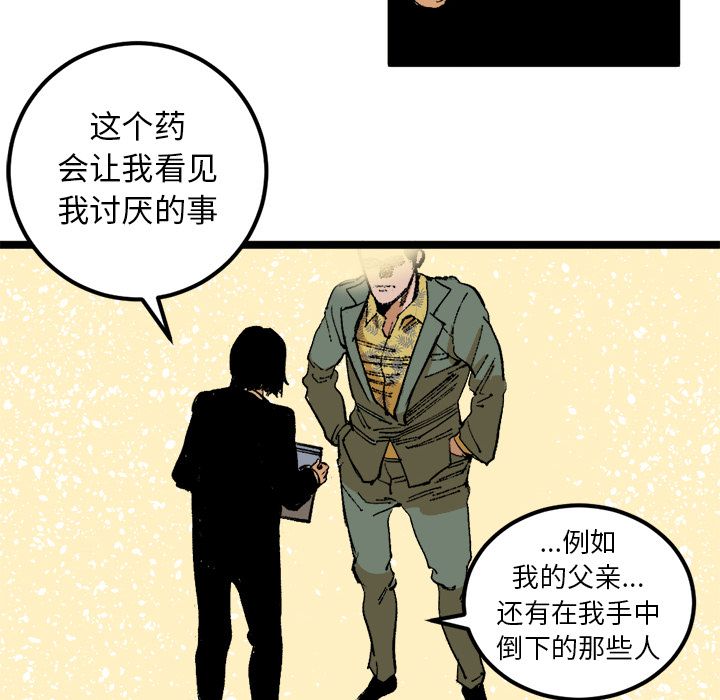 这个药
会让我看见
我讨厌的事
...例如
我的父亲...
还有在我手中
倒下的那些人